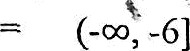 = (-∞, -6]